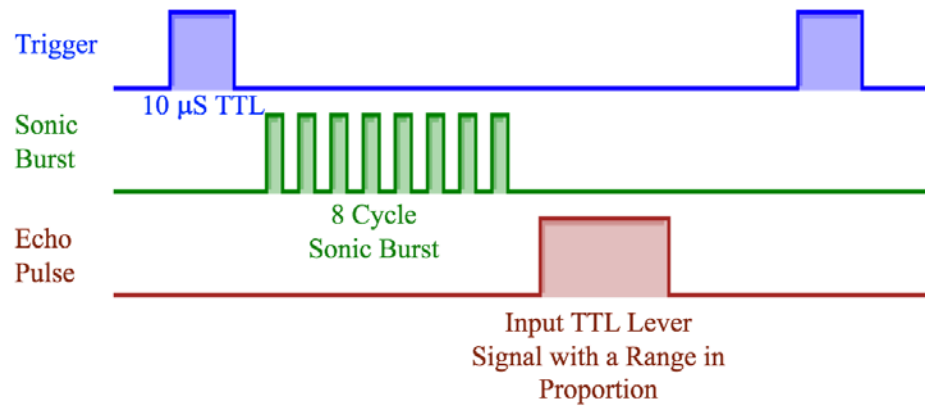 Trigger
10 μS TTL
Sonic
Burst
8 Cycle
Sonic Burst
Echo
Pulse
Input TTL Lever
Signal with a Range in
Proportion